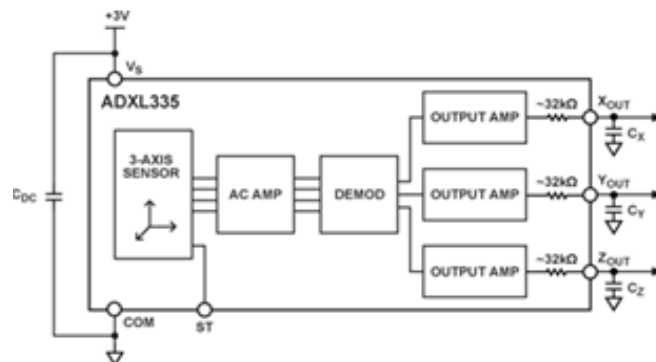 +3V
VS
ADXL335
3-AXIS
SENSOR
AC AMP
DEMOD
OUTPUT AMP
~32kΩ
XOUT
CX
OUTPUT AMP
~32kΩ
YOUT
CY
OUTPUT AMP
~32kΩ
ZOUT
CZ
CDC
COM
ST